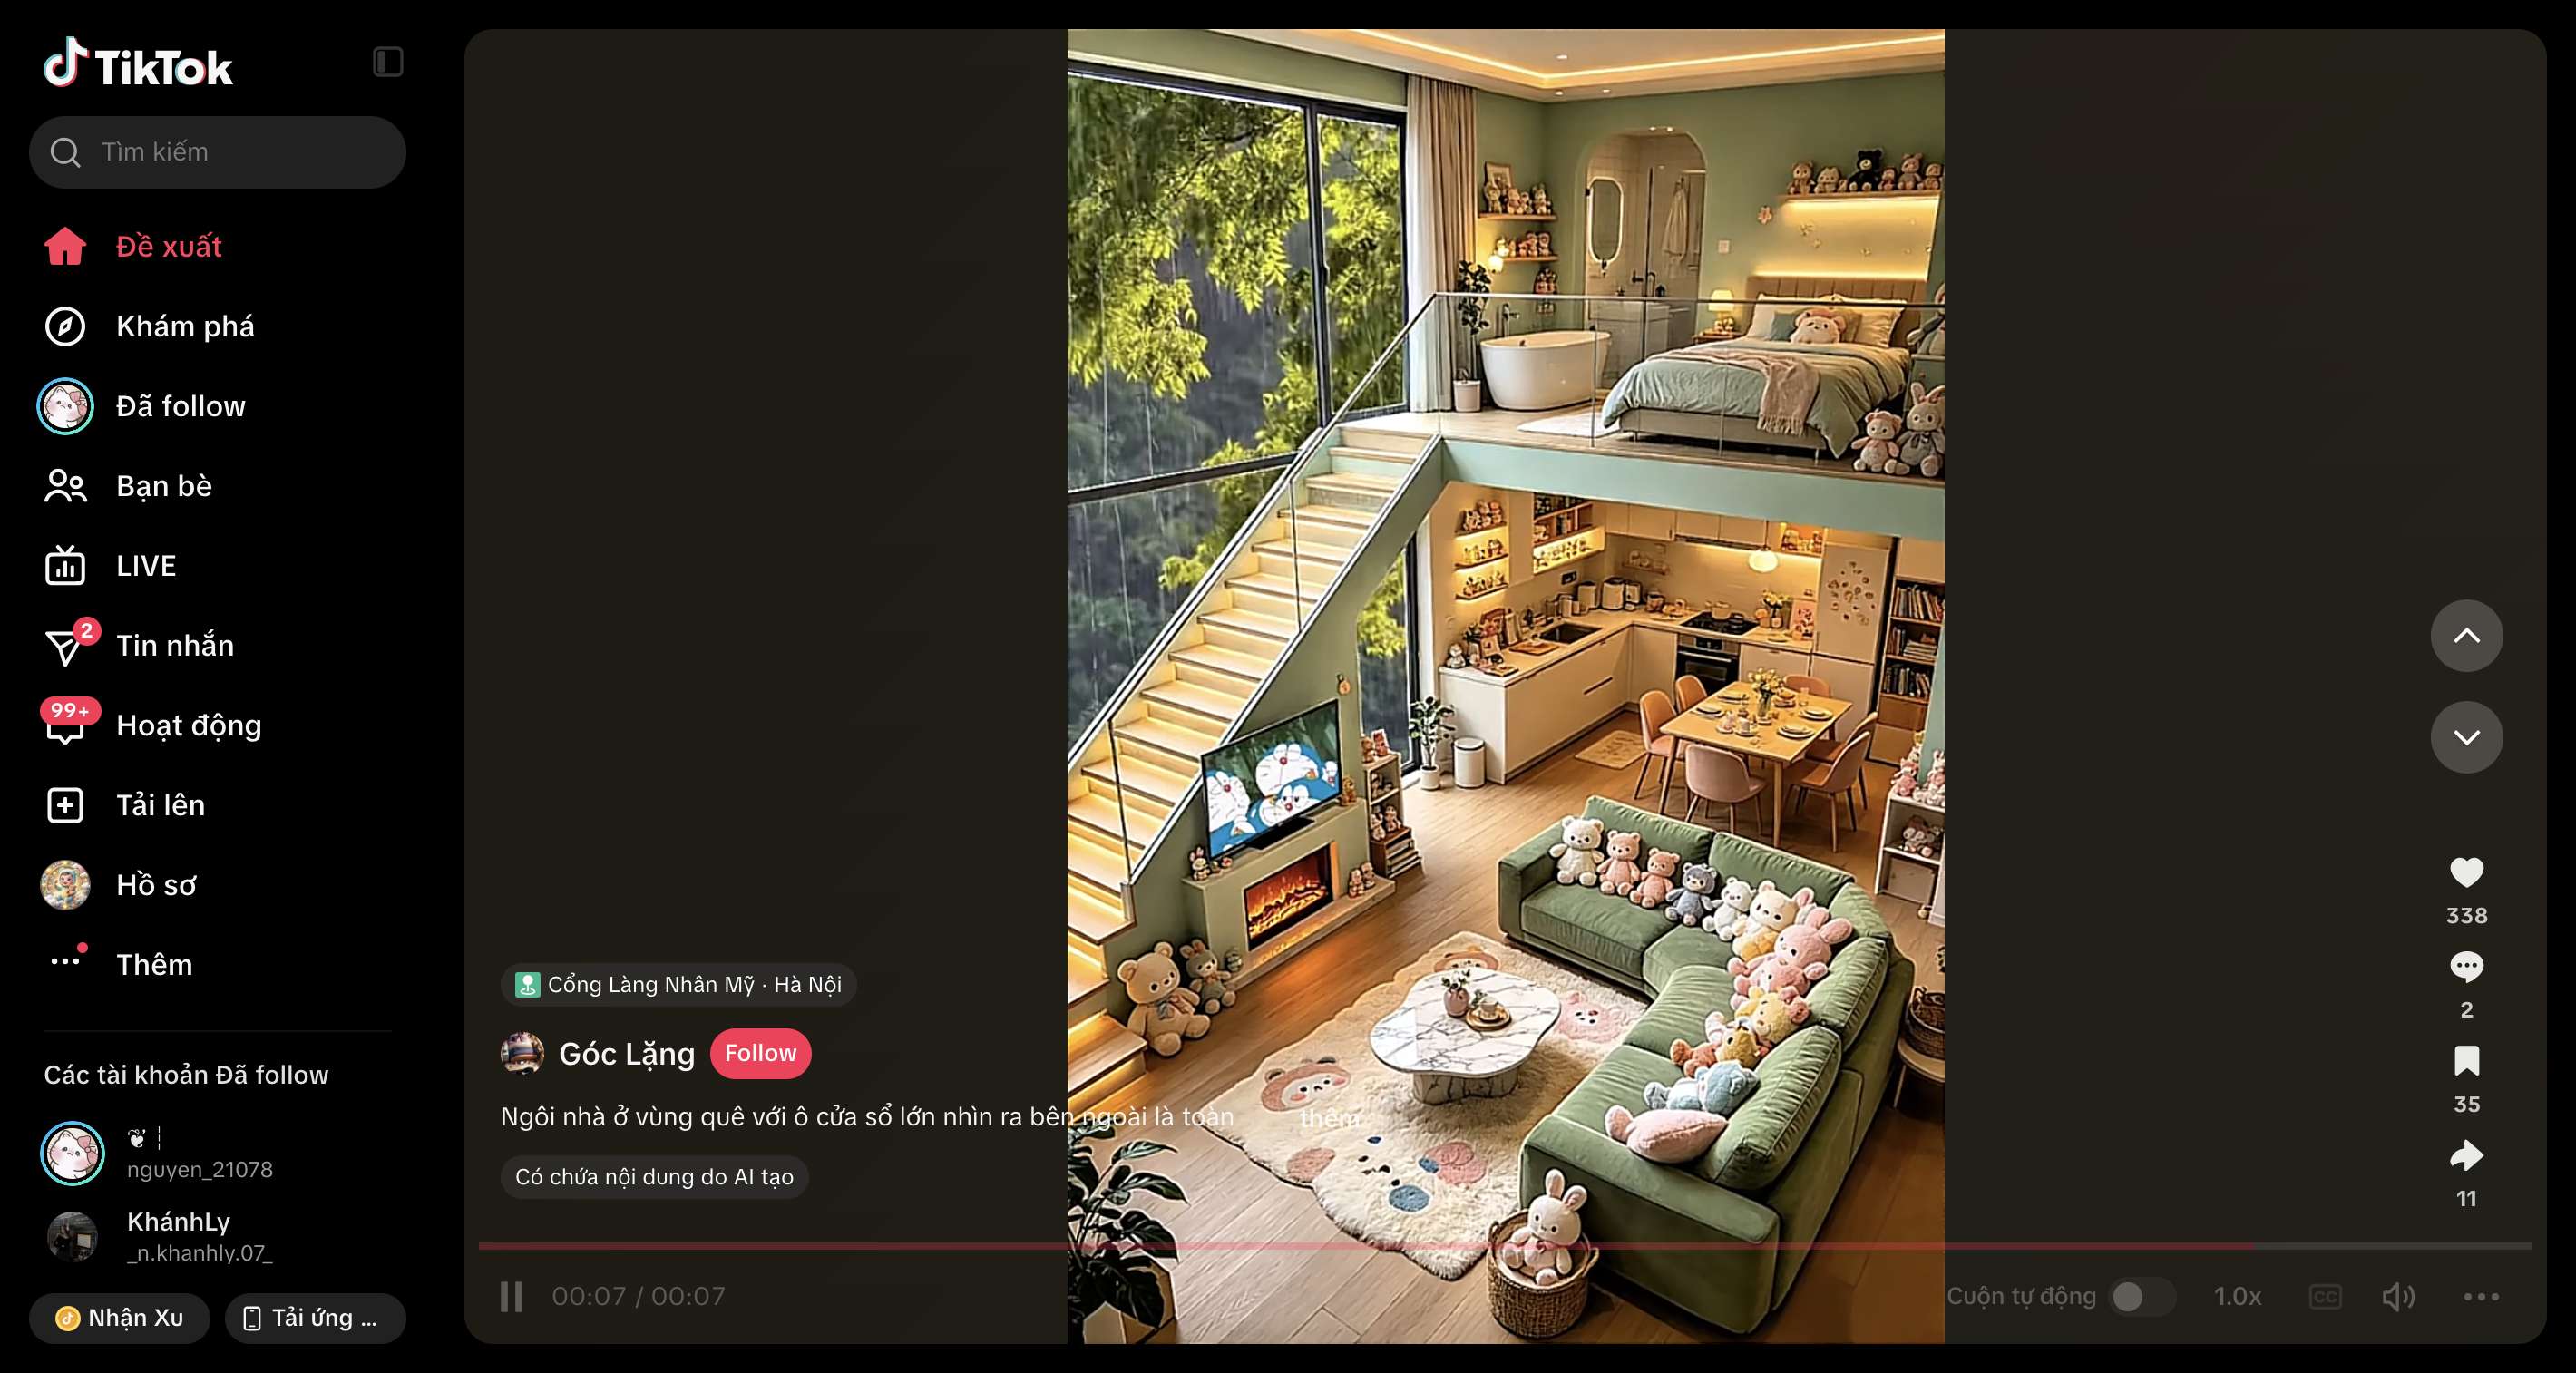 TikTok
Tìm kiếm
Đề xuất
Khám phá
Đã follow
Bạn bè
LIVE
2
Tin nhắn
99+
Hoạt động
Tải lên
Hồ sơ
Thêm
Các tài khoản Đã follow
nguyen_21078
KhánhLy
_n.khanhly.07_
Nhận Xu
Tải ứng ...
Cổng Làng Nhân Mỹ · Hà Nội
Góc Lặng
Follow
Ngôi nhà ở vùng quê với ô cửa sổ lớn nhìn ra bên ngoài là toàn thêm
Có chứa nội dung do AI tạo
00:07 / 00:07
338
2
35
11
Cuộn tự động
1.0x
CC